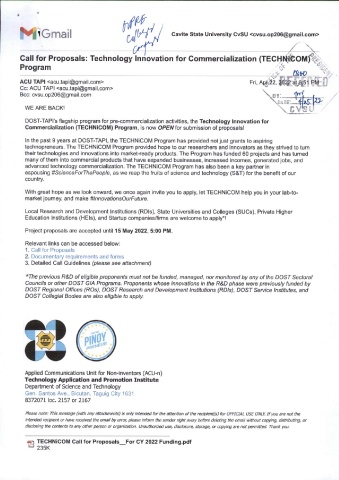 Gmail
Cavite State University CvSU <cvsu.op206@gmail.com>
Call for Proposals: Technology Innovation for Commercialization (TECHNiCOM)
Program
ACU TAPI <acu.tapi@gmail.com>
Fri, Apr 22, 2022
Cc: ACU TAPI <acu.tapi@gmail.com>
Bcc: cvsu.op206@gmail.com
WE ARE BACK!
DOST-TAPI's flagship program for pre-commercialization activities, the Technology Innovation for
Commercialization (TECHNiCOM) Program, is now OPEN for submission of proposals!
In the past 9 years at DOST-TAPI, the TECHNiCOM Program has provided not just grants to aspiring
technopreneurs. The TECHNiCOM Program provided hope to our researchers and innovators as they strived to turn
their technologies and innovations into market-ready products. The Program has funded 60 projects and has turned
many of them into commercial products that have expanded businesses, increased incomes, generated jobs, and
advanced technology commercialization. The TECHNiCOM Program has also been a key partner in
espousing #ScienceForThePeople, as we reap the fruits of science and technology (S&T) for the benefit of our
country.
With great hope as we look onward, we once again invite you to apply, let TECHNiCOM help you in your lab-to-
market journey, and make #InnovationsOurFuture.
Local Research and Development Institutions (RDIs), State Universities and Colleges (SUCs), Private Higher
Education Institutions (HEIs), and Startup companies/firms are welcome to apply*!
Project proposals are accepted until 15 May 2022, 5:00 PM.
Relevant links can be accessed below:
1. Call for Proposals
2. Documentary requirements and forms
3. Detailed Call Guidelines (please see attachment)
*The previous R&D of eligible proponents must not be funded, managed, nor monitored by any of the DOST Sectoral
Councils or other DOST GIA Programs. Proponents whose innovations in the R&D phase were previously funded by
DOST Regional Offices (ROs), DOST Research and Development Institutions (RDIs), DOST Service Institutes, and
DOST Collegial Bodies are also eligible to apply.
PINOY
Applied Communications Unit for Non-inventors (ACU-n)
Technology Application and Promotion Institute
Department of Science and Technology
Gen. Santos Ave., Bicutan, Taguig City 1631
8372071 loc. 2157 or 2167
Please note: This message (with any attachments) is only intended for the attention of the recipient(s) for OFFICIAL USE ONLY. If you are not the
intended recipient or have received this email by error, please inform the sender right away before deleting the email without copying, distributing, or
disclosing the contents to any other person or organization. Unauthorized use, disclosure, storage, or copying are not permitted. Thank you.
TECHNiCOM Call for Proposals__For CY 2022 Funding.pdf
235K